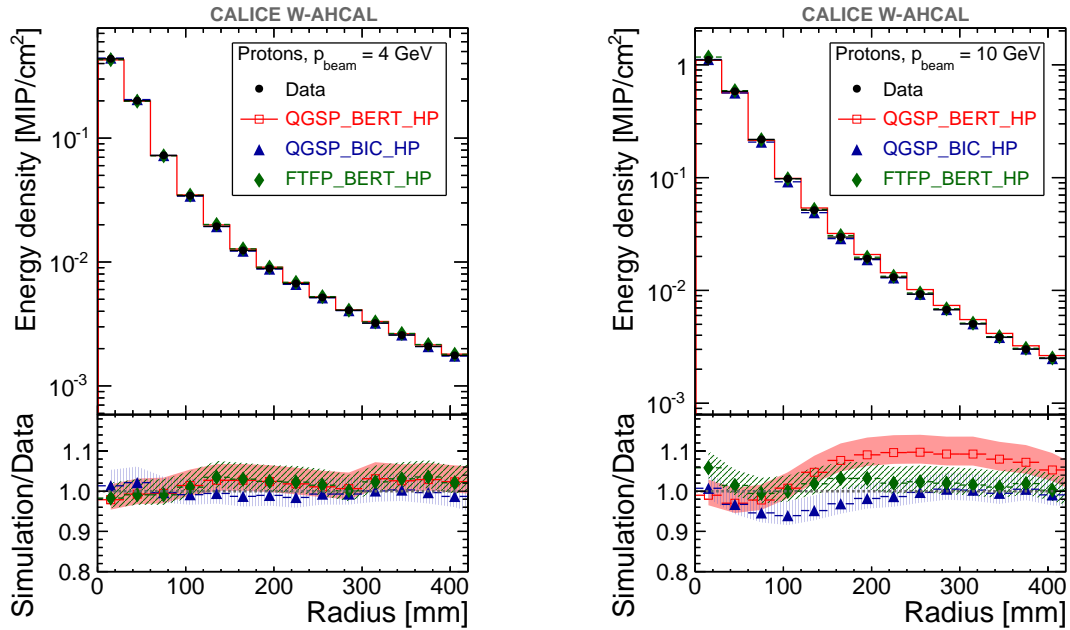 CALICE W-AHCAL
Energy density [MIP/cm²]
10⁻¹
10⁻²
10⁻³
Protons, p_beam = 4 GeV
Data
QGSP_BERT_HP
QGSP_BIC_HP
FTFP_BERT_HP
Simulation/Data
1.1
1.0
0.9
0.8
0 100 200 300 400
Radius [mm]
CALICE W-AHCAL
Energy density [MIP/cm²]
1
10⁻¹
10⁻²
10⁻³
Protons, p_beam = 10 GeV
Data
QGSP_BERT_HP
QGSP_BIC_HP
FTFP_BERT_HP
Simulation/Data
1.1
1.0
0.9
0.8
0 100 200 300 400
Radius [mm]